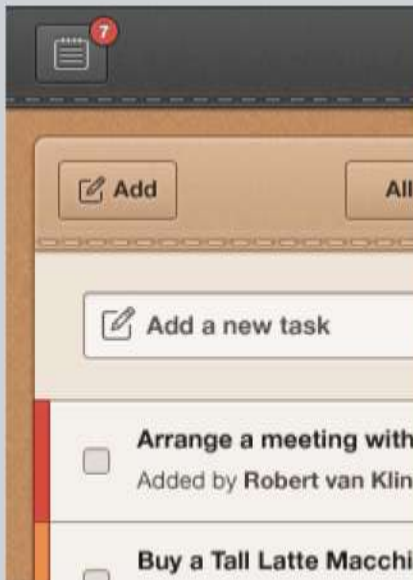 7
Add
All
Add a new task
Arrange a meeting with
Added by Robert van Klin
Buy a Tall Latte Macchi